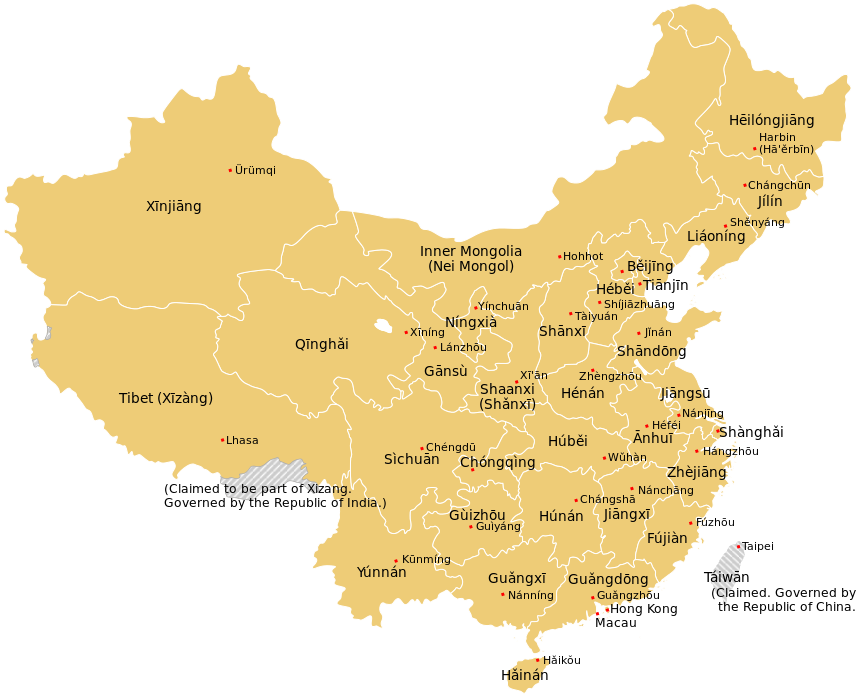 Hēilóngjiāng
Harbin
(Hā'ěrbīn)
Ürümqi
Chángchūn
Jílín
Xīnjiāng
Shěnyáng
Liáoníng
Inner Mongolia
(Nei Mongol)
Hohhot
Běijīng
Tiānjīn
Héběi
Shíjiāzhuāng
Yínchuān
Níngxià
Tàiyuán
Shānxī
Xīníng
Jǐnán
Qīnghǎi
Lánzhōu
Shāndōng
Gānsù
Xī'ān
Zhèngzhōu
Shaanxi
(Shǎnxī)
Hénán
Jiāngsū
Tibet (Xīzàng)
Nánjīng
Héféi
Shànghǎi
Ānhuī
Lhasa
Chéngdū
Húběi
Hángzhōu
Sìchuān
Chóngqìng
Wǔhàn
Zhèjiāng
(Claimed to be part of Xizang.
Governed by the Republic of India.)
Nánchāng
Chángshā
Gùizhōu
Húnán
Jiāngxī
Guìyáng
Fúzhōu
Fújiàn
Taipei
Kūnmíng
Yúnnán
Guǎngxī
Guǎngdōng
Táiwān
(Claimed. Governed by
the Republic of China.
Nánníng
Guǎngzhōu
Hong Kong
Macau
Hǎikǒu
Hǎinán